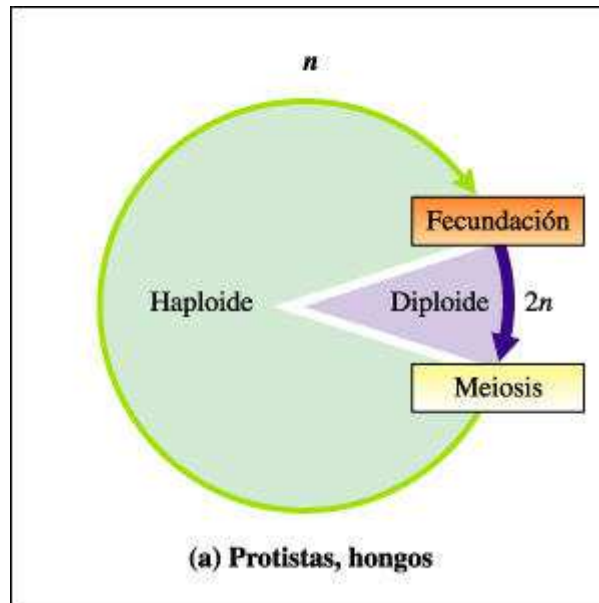 n
Fecundación
Haploide
Diploide
2n
Meiosis
(a) Protistas, hongos